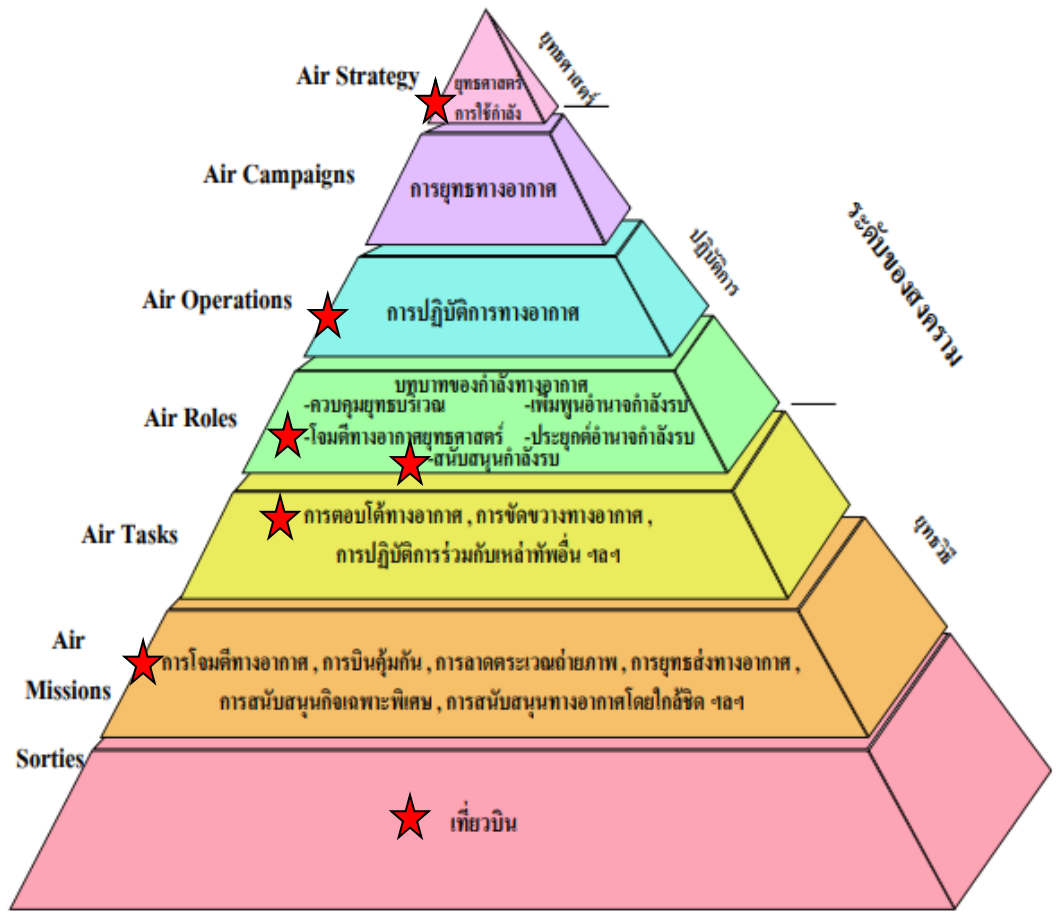 ยุทธศาสตร์
Air Strategy
ยุทธศาสตร์
การใช้กำลัง
Air Campaigns
การยุทธทางอากาศ
ระดับของสงคราม
ปฏิบัติการ
Air Operations
การปฏิบัติการทางอากาศ
บทบาทของกำลังทางอากาศ
-ควบคุมยุทธบริเวณ -เพิ่มพูนอำนาจกำลังรบ
Air Roles
-โจมตีทางอากาศยุทธศาสตร์ -ประยุกต์อำนาจกำลังรบ
-สนับสนุนกำลังรบ
Air Tasks
การตอบโต้ทางอากาศ , การขัดขวางทางอากาศ ,
การปฏิบัติการร่วมกับเหล่าทัพอื่น ฯลฯ
ยุทธวิธี
Air
Missions
การโจมตีทางอากาศ , การบินคุ้มกัน , การลาดตระเวณถ่ายภาพ , การยุทธส่งทางอากาศ ,
การสนับสนุนกิจเฉพาะพิเศษ , การสนับสนุนทางอากาศโดยใกล้ชิด ฯลฯ
Sorties
เที่ยวบิน